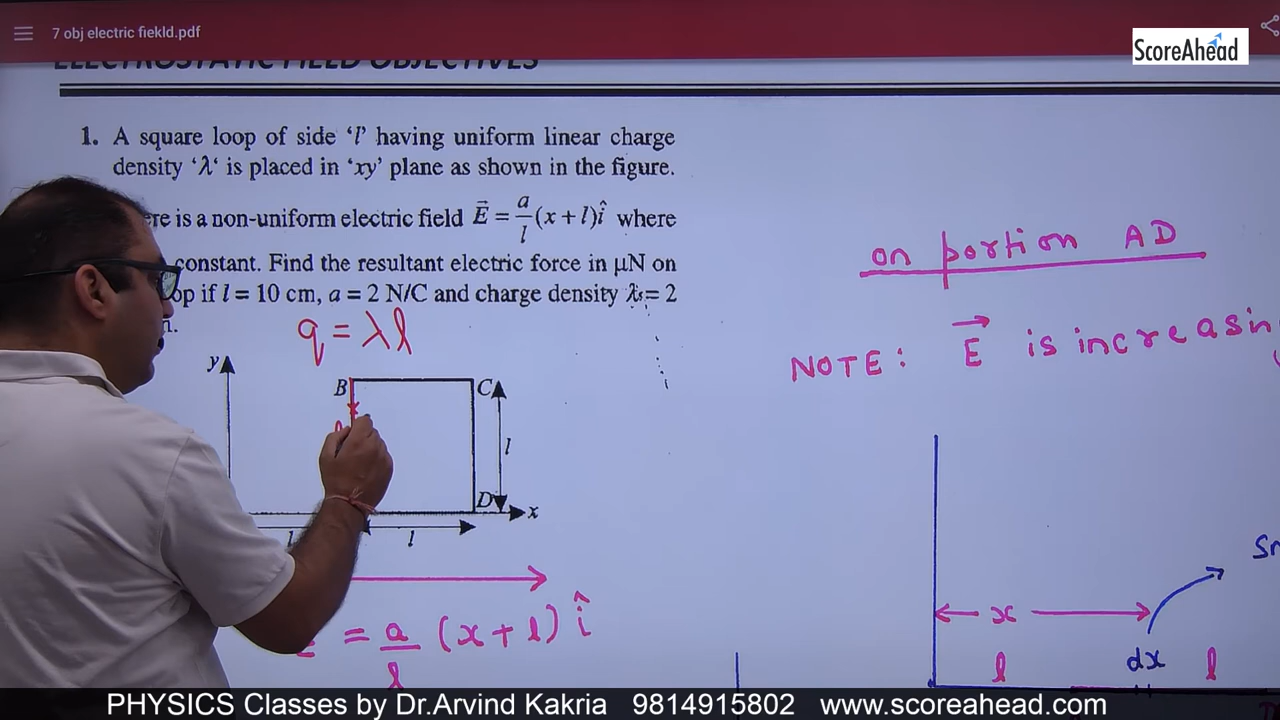 7 obj electric fiekld.pdf
ScoreAhead
ELECTROSTATIC FIELD OBJECTIVES
1. A square loop of side ‘l’ having uniform linear charge
density ‘λ‘ is placed in ‘xy’ plane as shown in the figure.
ere is a non-uniform electric field E⃗ = a/l (x + l)î where
constant. Find the resultant electric force in μN on
op if l = 10 cm, a = 2 N/C and charge density λ = 2
q = λl
y
B
C
l
D
x
l
l
= a/l (x + l) î
on portion AD
NOTE: E⃗ is increasin
x
l
dx
l
PHYSICS Classes by Dr.Arvind Kakria 9814915802 www.scoreahead.com